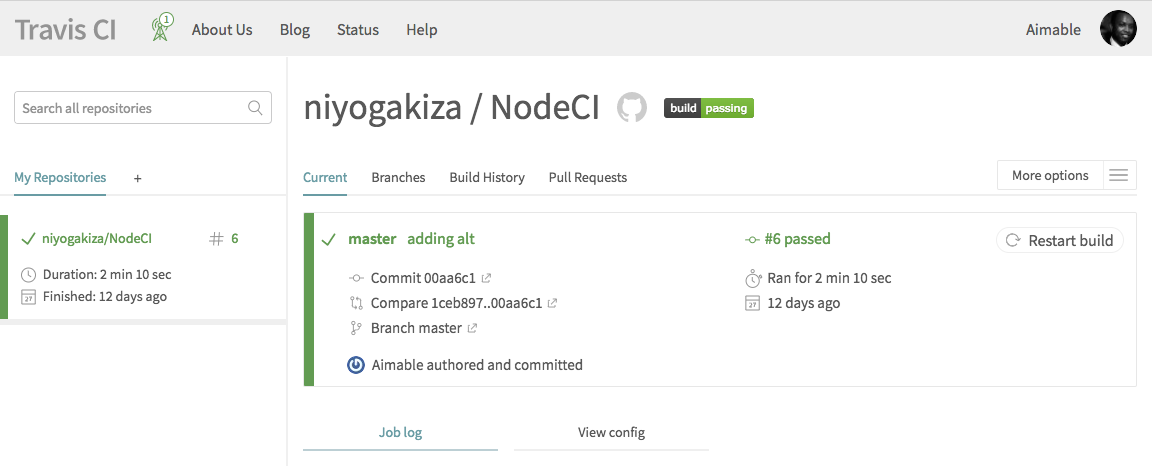 Travis CI 1 About Us Blog Status Help Aimable
Search all repositories
niyogakiza / NodeCI build passing
My Repositories +
Current Branches Build History Pull Requests More options
niyogakiza/NodeCI # 6
Duration: 2 min 10 sec
27 Finished: 12 days ago
master adding alt #6 passed Restart build
Commit 00aa6c1 Ran for 2 min 10 sec
Compare 1ceb897..00aa6c1 27 12 days ago
Branch master
Aimable authored and committed
Job log View config